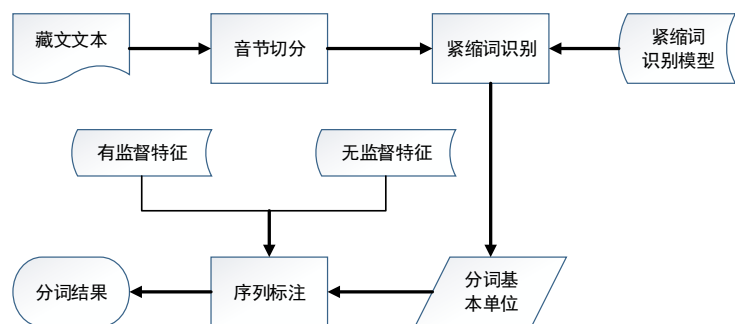 藏文文本
音节切分
紧缩词识别
紧缩词
识别模型
有监督特征
无监督特征
分词结果
序列标注
分词基
本单位